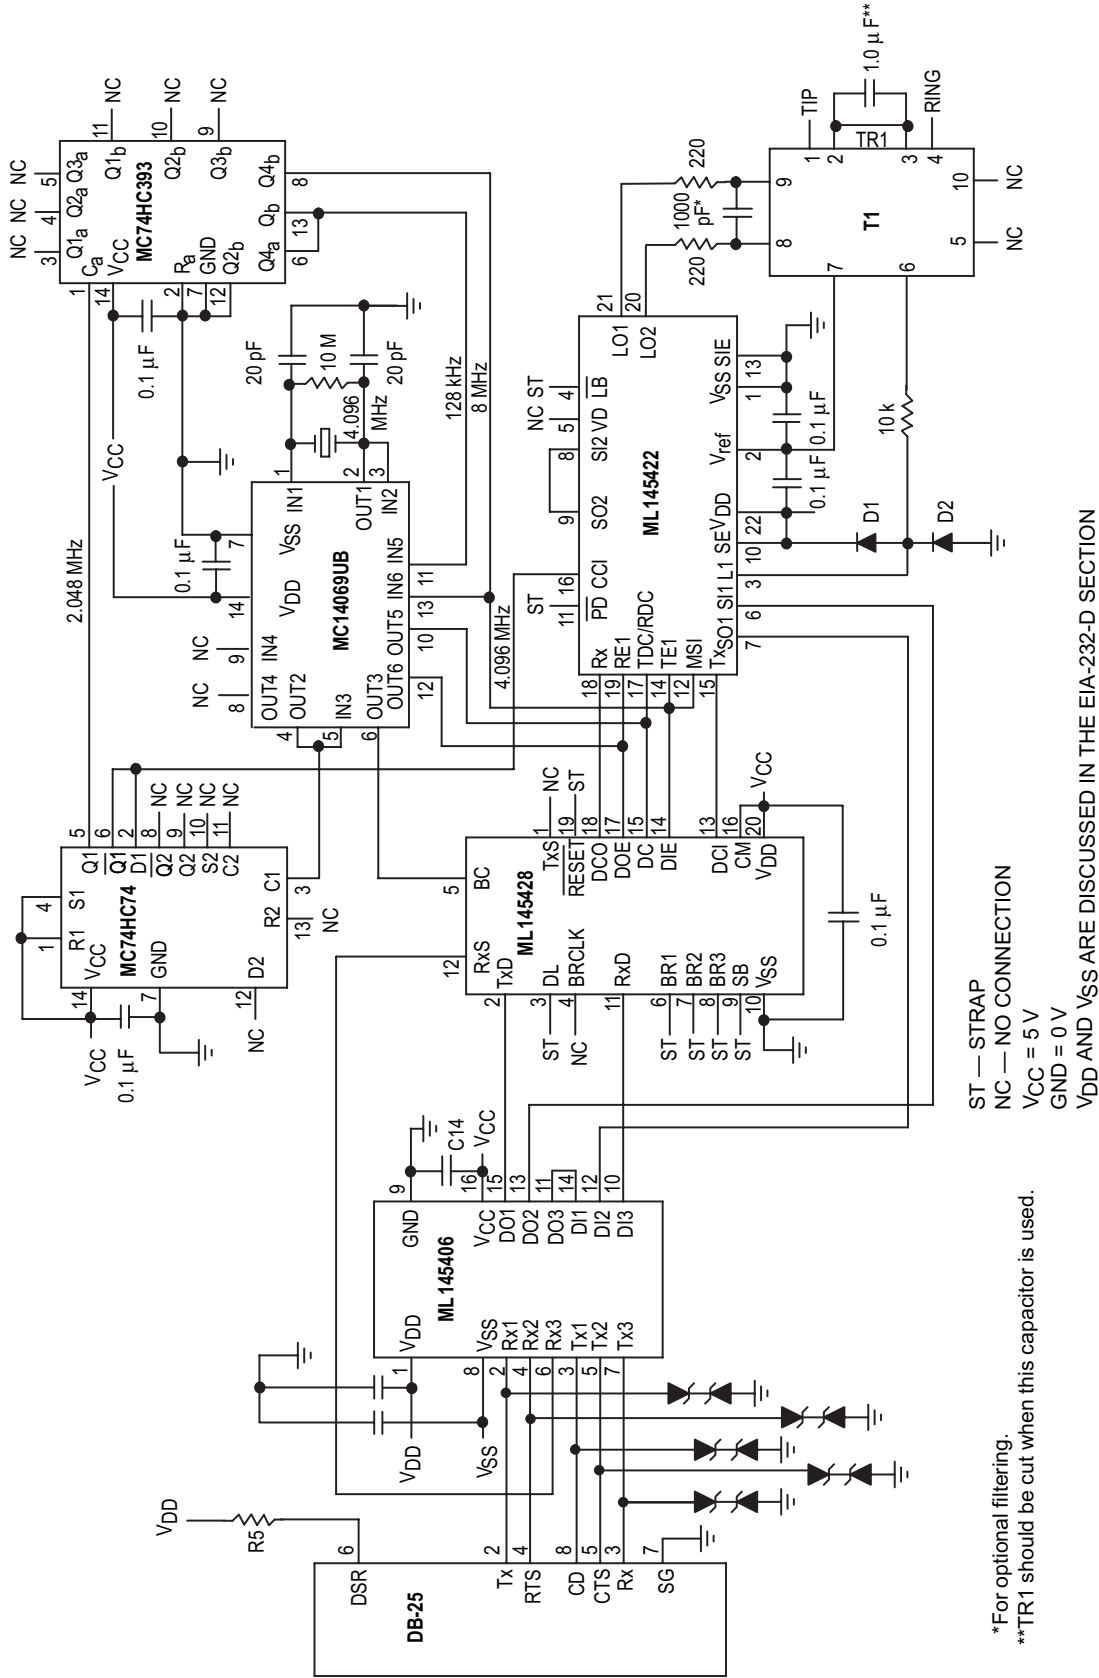 DB-25
DSR
6
Tx
2
RTS
4
CD
8
CTS
5
Rx
3
SG
7
VDD
R5
VDD
VSS
ML145406
1
VDD
8
VSS
2
Rx1
4
Rx2
6
Rx3
3
Tx1
5
Tx2
7
Tx3
GND
9
VCC
16
DO1
15
DO2
13
DO3
11
DI1
14
DI2
12
DI3
10
C14
VCC
ML145428
12
RxS
2
TxD
ST
3
DL
NC
4
BRCLK
11
RxD
ST
6
BR1
ST
7
BR2
ST
8
BR3
ST
9
SB
10
VSS
BC
5
TxS
1
NC
RESET
19
ST
DCO
18
DOE
17
DC
15
DIE
14
DCI
13
CM
16
VDD
20
VCC
0.1 µF
MC74HC74
VCC
0.1 µF
14
VCC
7
GND
NC
12
D2
1
R1
4
S1
Q1
5
Q1
6
D1
2
Q2
8
NC
Q2
9
NC
S2
10
NC
C2
11
NC
C1
3
R2
13
NC
2.048 MHz
MC14069UB
NC
8
OUT4
NC
9
IN4
OUT2
4
IN3
5
OUT3
6
14
VDD
7
VSS
0.1 µF
OUT6
12
OUT5
10
IN6
13
IN5
11
IN1
1
OUT1
2
IN2
3
4.096
MHz
10 M
20 pF
20 pF
VCC
0.1 µF
MC74HC393
1
Ca
14
VCC
2
Ra
7
GND
12
Q2b
NC
3
Q1a
NC
4
Q2a
NC
5
Q3a
Q1b
11
NC
Q2b
10
NC
Q3b
9
NC
Q4a
6
Qb
13
Q4b
8
128 kHz
8 MHz
4.096 MHz
ML145422
ST
11
PD
16
CCI
9
SO2
8
SI2
NC
5
VD
ST
4
LB
18
Rx
19
RE1
17
TDC/RDC
14
TE1
12
MSI
15
Tx
SO1
7
SI1
6
L1
3
SE
10
VDD
22
Vref
2
VSS
1
SIE
13
LO1
21
LO2
20
0.1 µF
0.1 µF
D1
D2
10 k
220
220
1000
pF*
T1
8
9
7
6
5
NC
10
NC
1
TIP
2
TR1
3
4
RING
1.0 µF**
ST — STRAP
NC — NO CONNECTION
VCC = 5 V
GND = 0 V
VDD AND VSS ARE DISCUSSED IN THE EIA-232-D SECTION
*For optional filtering.
**TR1 should be cut when this capacitor is used.